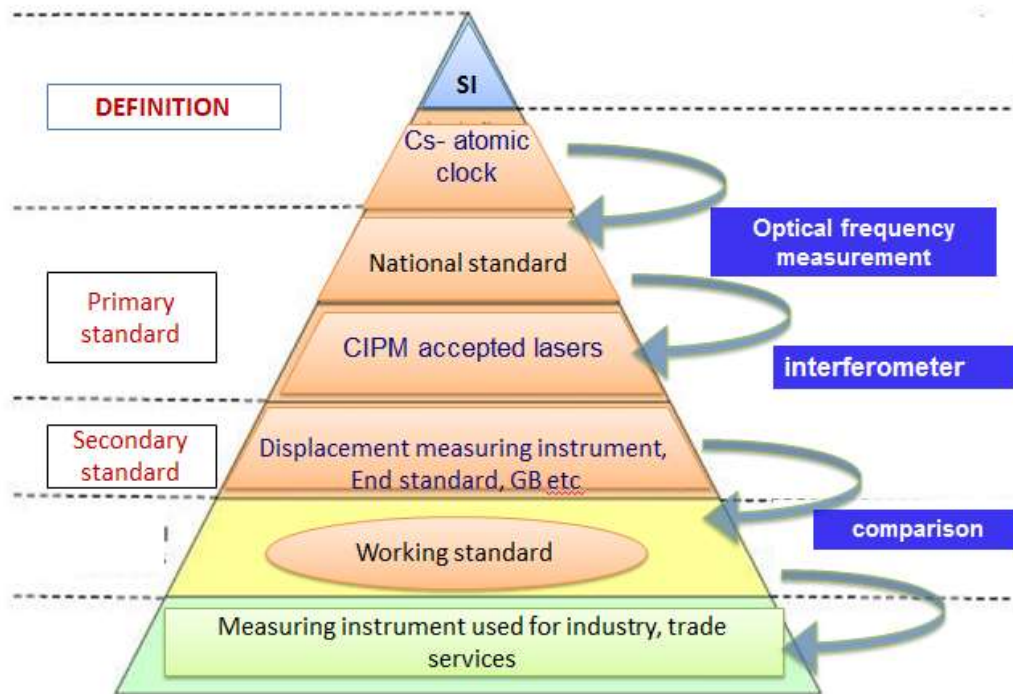 SI
DEFINITION
Cs- atomic
clock
Optical frequency
measurement
National standard
Primary
standard
CIPM accepted lasers
interferometer
Secondary
standard
Displacement measuring instrument,
End standard, GB etc
comparison
Working standard
Measuring instrument used for industry, trade
services